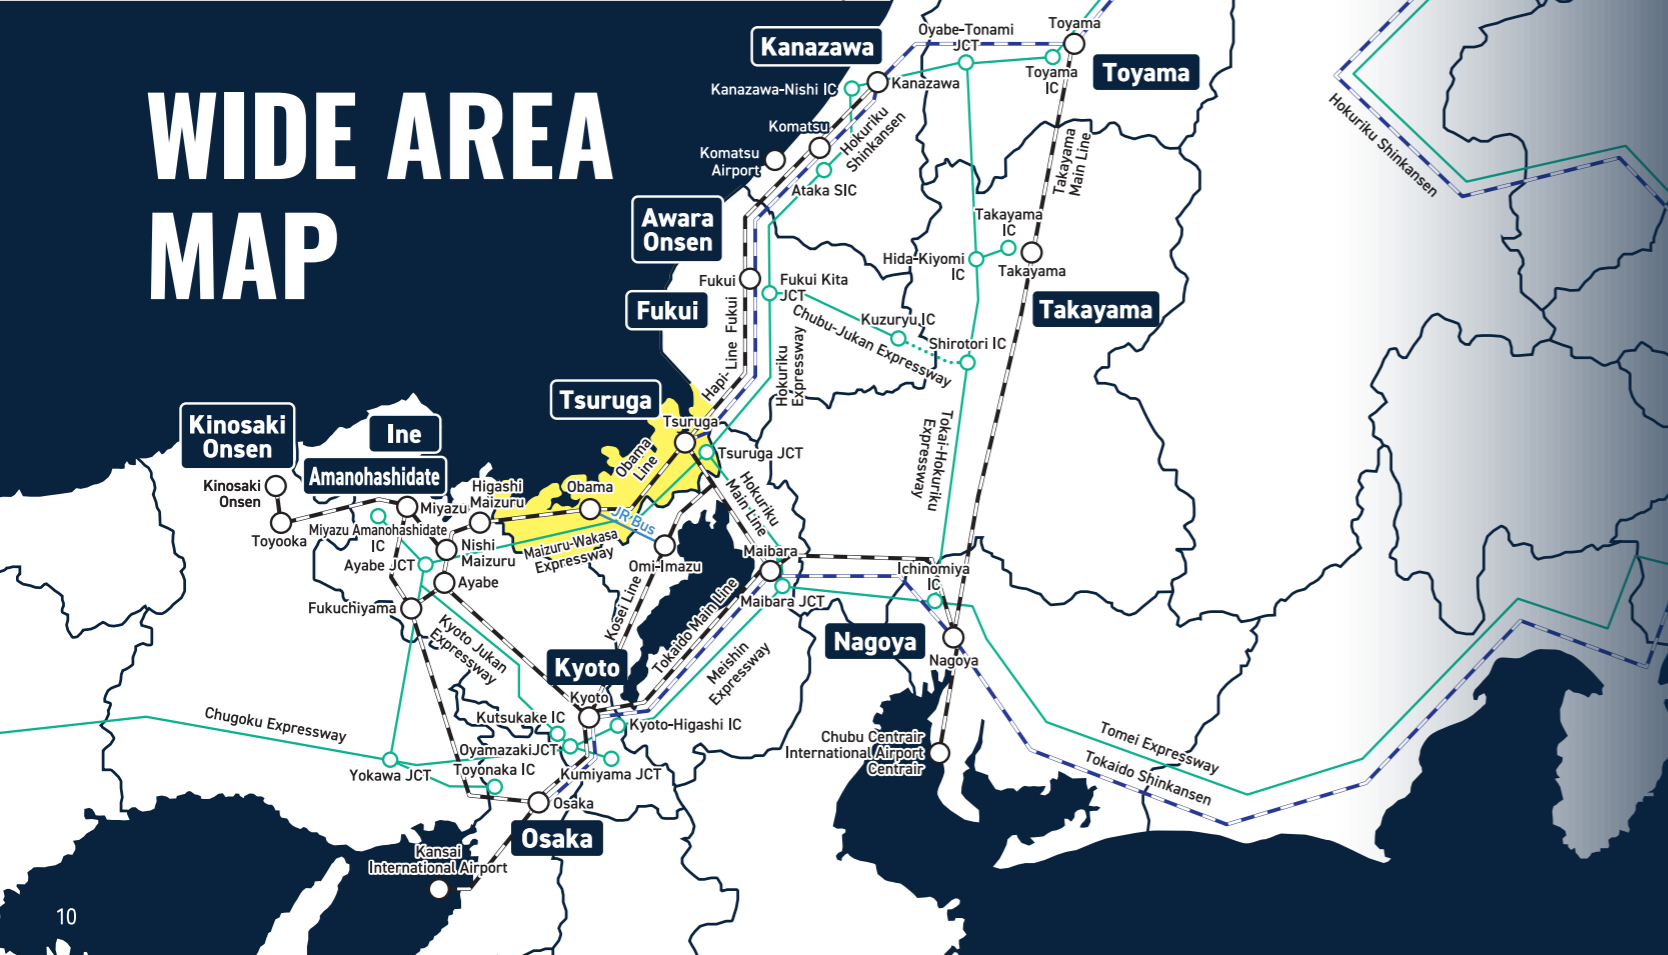 WIDE AREA
MAP
Kanazawa
Oyabe-Tonami
JCT
Toyama
Toyama
IC
Toyama
Kanazawa-Nishi IC
Kanazawa
Hokuriku
Shinkansen
Komatsu
Komatsu
Airport
Ataka SIC
Takayama
Main Line
Hokuriku Shinkansen
Awara
Onsen
Takayama
IC
Hida-Kiyomi
IC
Takayama
Fukui
Fukui Kita
JCT
Fukui
Takayama
Hapi-Line Fukui
Hokuriku
Expressway
Chubu-Jukan Expressway
Kuzuryu IC
Shirotori IC
Tokai-Hokuriku
Expressway
Tsuruga
Tsuruga
Tsuruga JCT
Obama
Line
Hokuriku
Main Line
Kinosaki
Onsen
Ine
Amanohashidate
Kinosaki
Onsen
Toyooka
Miyazu
Higashi
Maizuru
Obama
JR Bus
Miyazu Amanohashidate
IC
Nishi
Maizuru
Maizuru-Wakasa
Expressway
Omi-Imazu
Maibara
Ayabe JCT
Ayabe
Fukuchiyama
Maibara JCT
Ichinomiya
IC
Kyoto Jukan
Expressway
Kosei Line
Tokaido Main Line
Meishin
Expressway
Nagoya
Nagoya
Kyoto
Kyoto
Kutsukake IC
Kyoto-Higashi IC
Chugoku Expressway
OyamazakiJCT
Kumiyama JCT
Yokawa JCT
Toyonaka IC
Osaka
Osaka
Kansai
International Airport
Chubu Centrair
International Airport
Centrair
Tomei Expressway
Tokaido Shinkansen
10